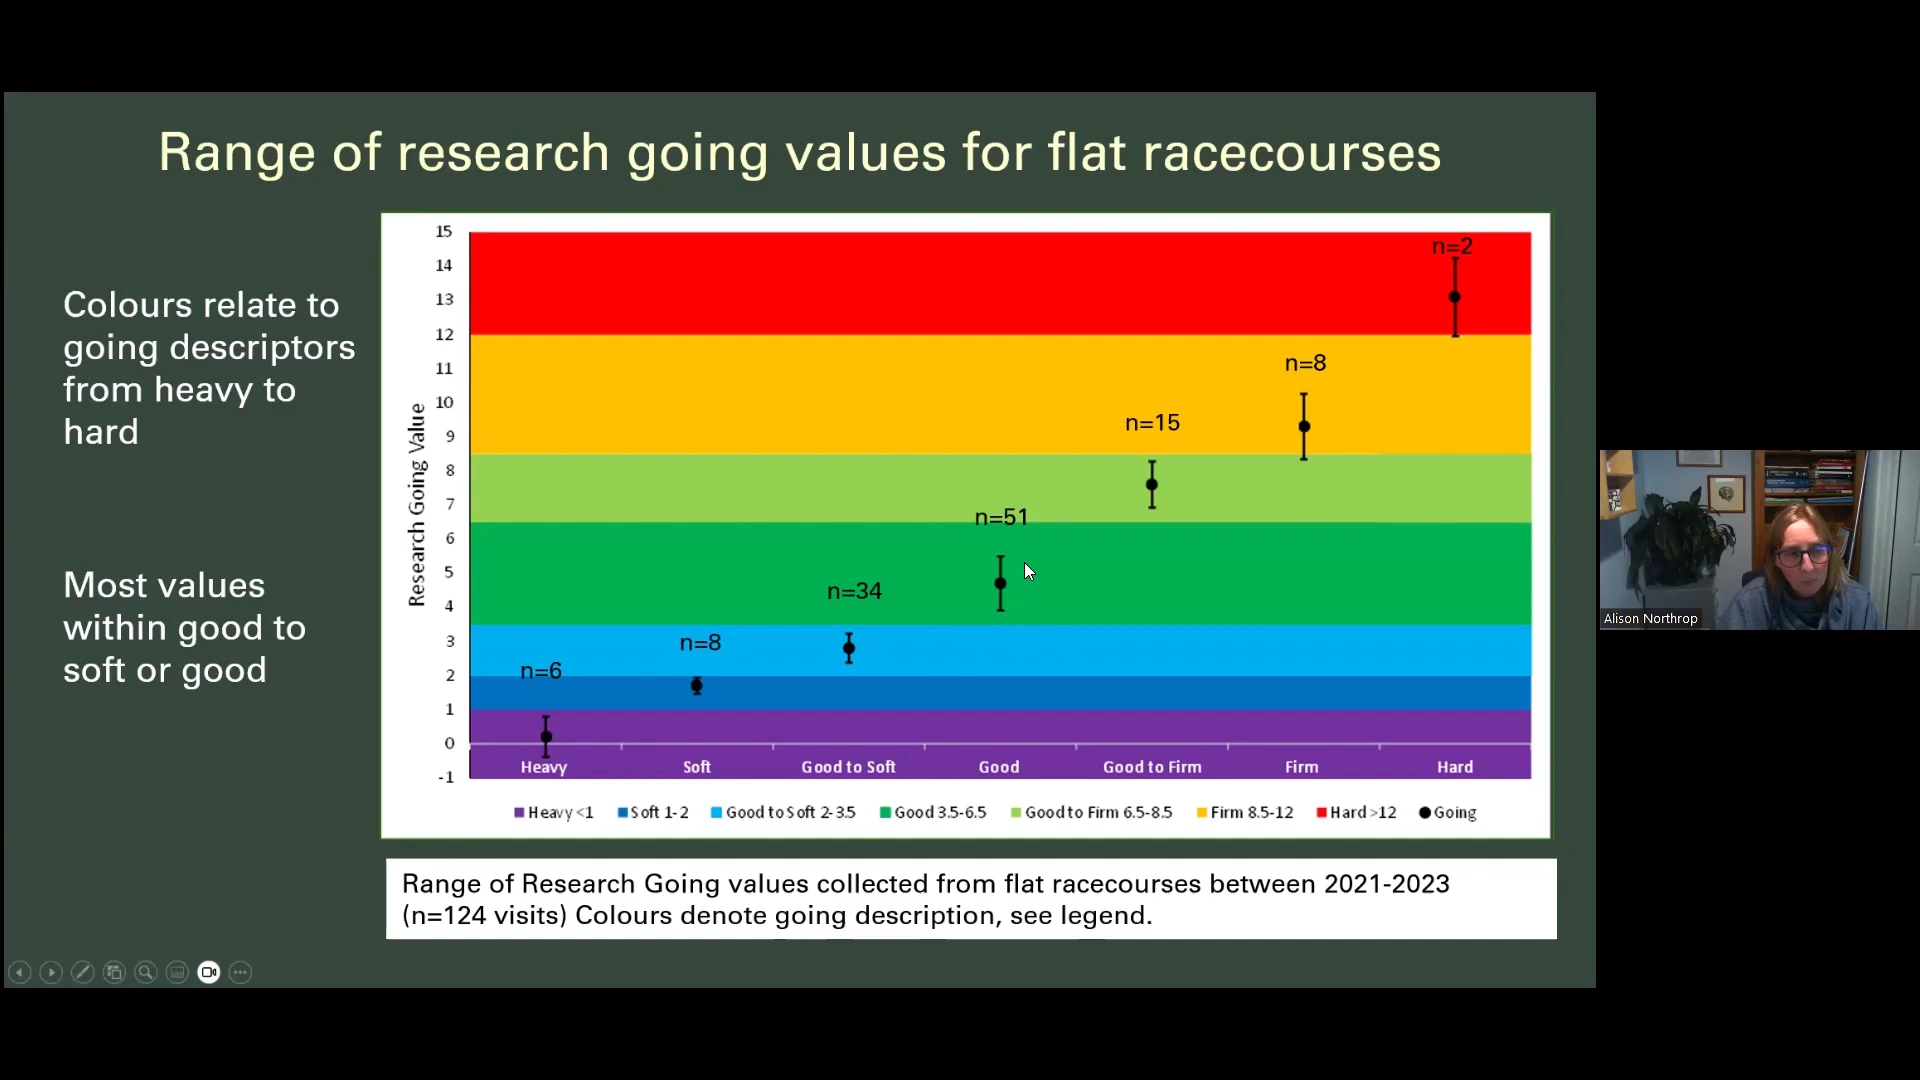 Range of research going values for flat racecourses
Colours relate to
going descriptors
from heavy to
hard
Most values
within good to
soft or good
Research Going Value
15
14
13
12
11
10
9
8
7
6
5
4
3
2
1
0
-1
n=6
n=8
n=34
n=51
n=15
n=8
n=2
Heavy Soft Good to Soft Good Good to Firm Firm Hard
Heavy <1 Soft 1-2 Good to Soft 2-3.5 Good 3.5-6.5 Good to Firm 6.5-8.5 Firm 8.5-12 Hard >12 Going
Range of Research Going values collected from flat racecourses between 2021-2023
(n=124 visits) Colours denote going description, see legend.
Alison Northrop